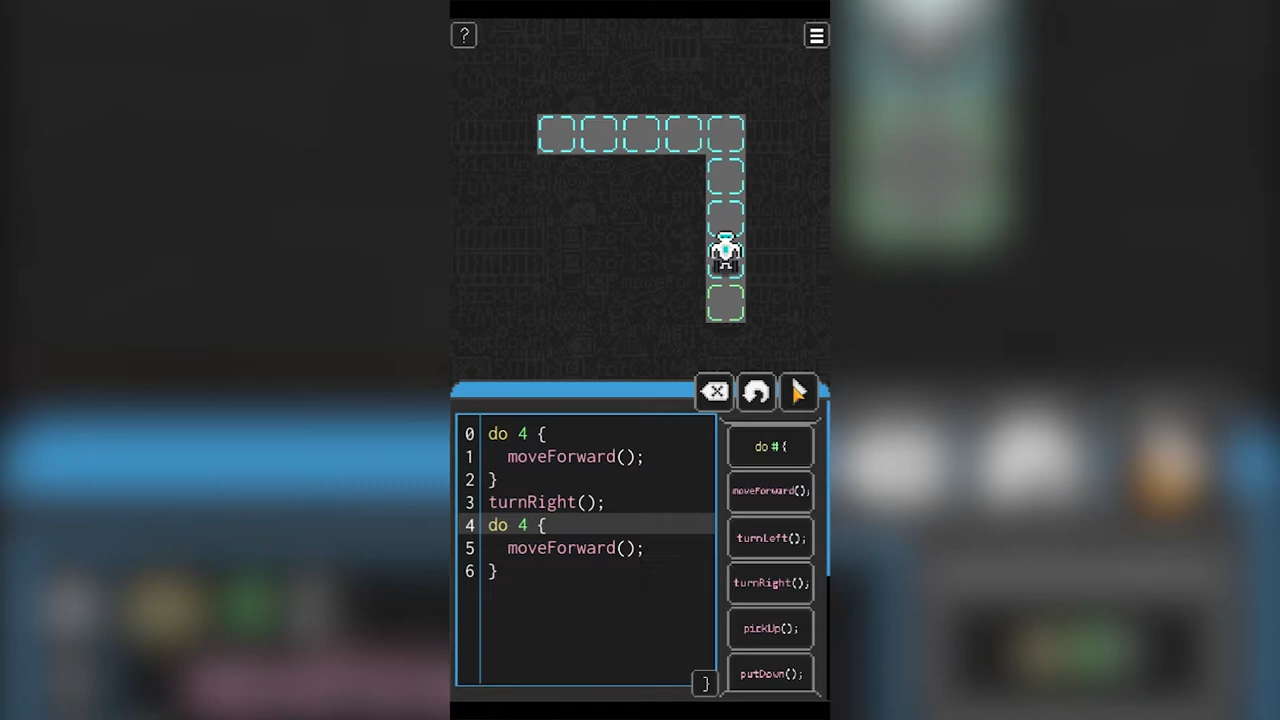 ?
0 do 4 {
1 moveForward();
2 }
3 turnRight();
4 do 4 {
5 moveForward();
6 }
}
do # {
moveForward();
turnLeft();
turnRight();
pickUp();
putDown();